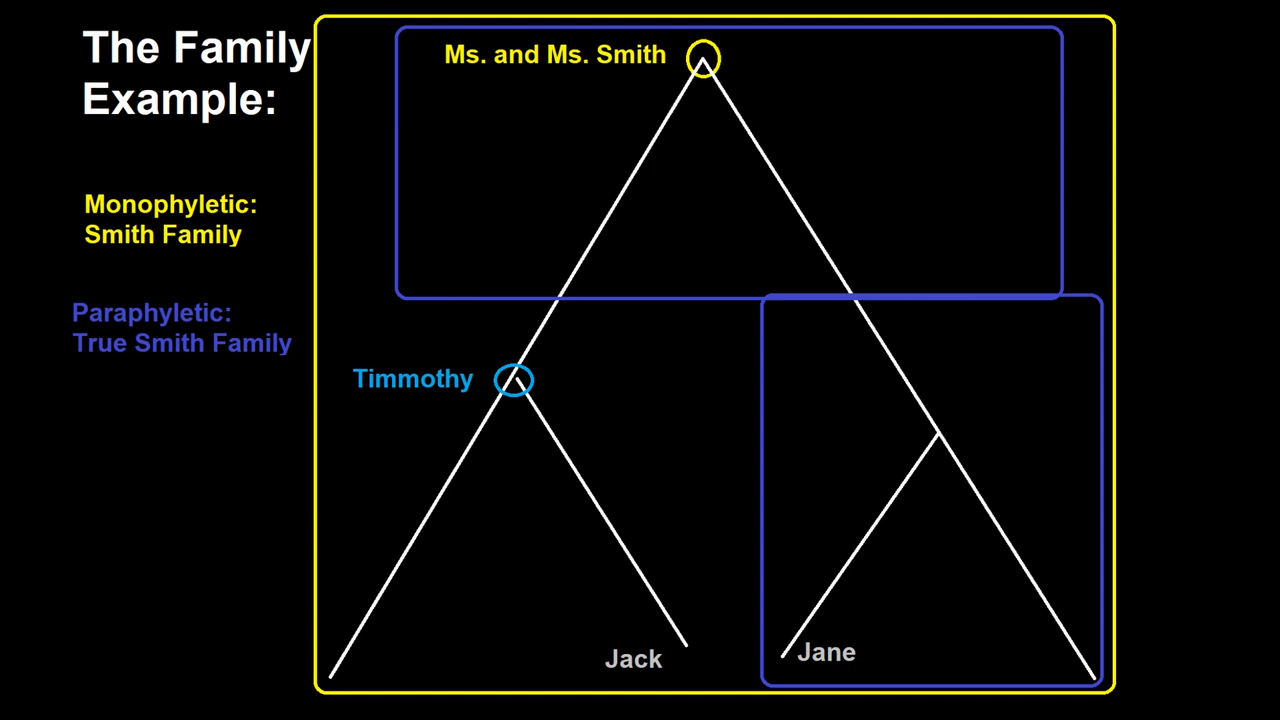 The Family
Example:
Ms. and Ms. Smith
Monophyletic:
Smith Family
Paraphyletic:
True Smith Family
Timmothy
Jack
Jane